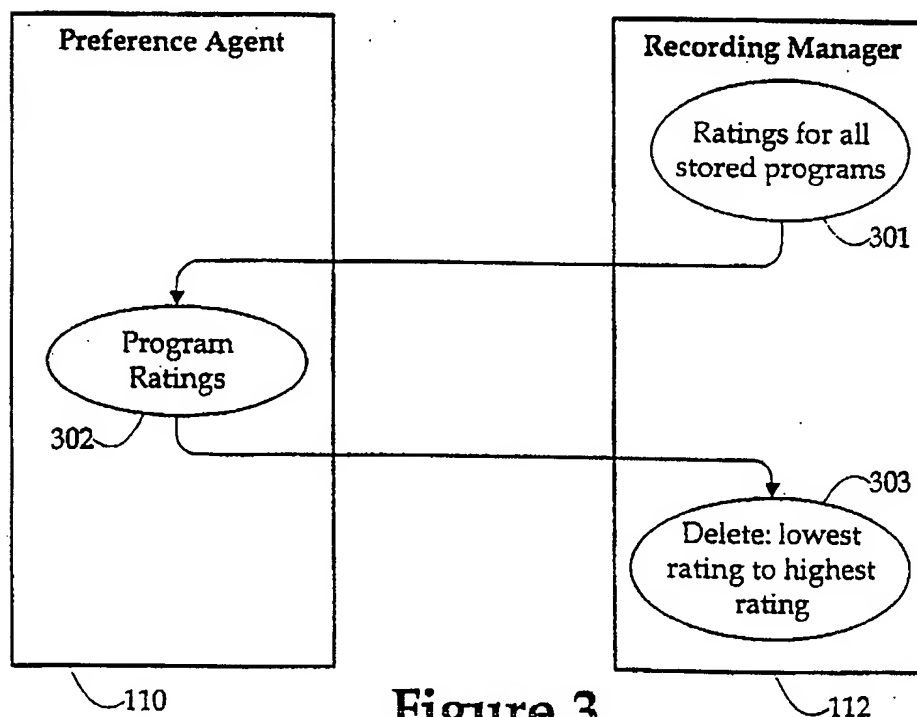 Preference Agent
Recording Manager
Ratings for all
stored programs
301
Program
Ratings
302
303
Delete: lowest
rating to highest
rating
110
112
Figure 3